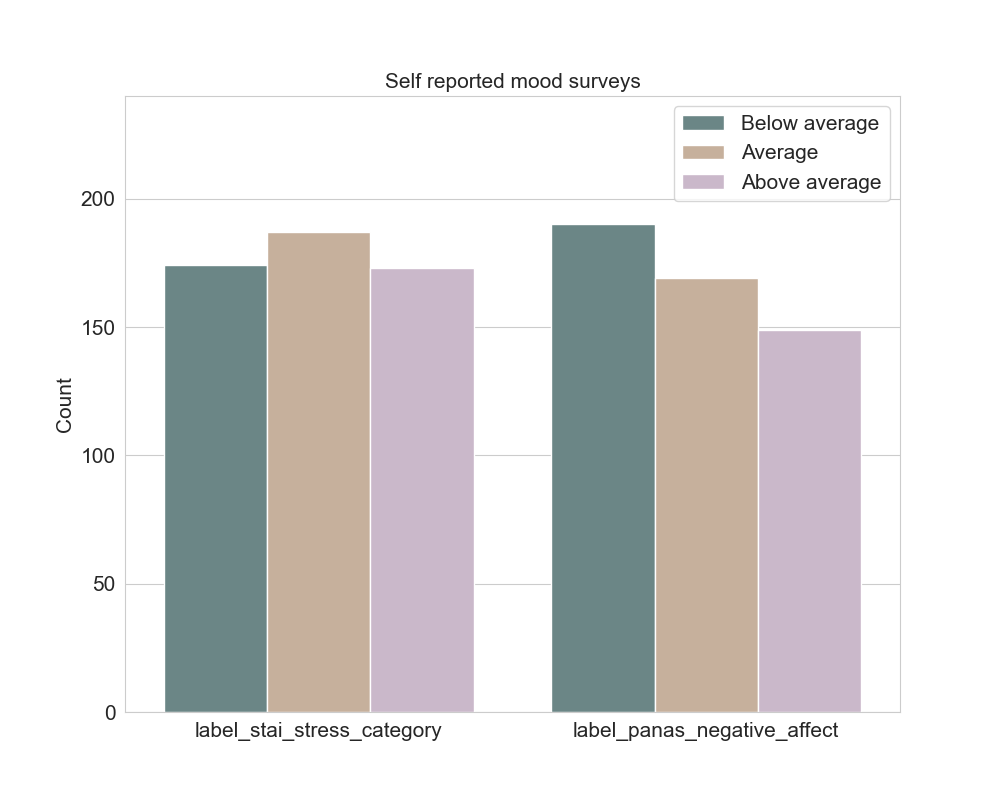 Self reported mood surveys
Below average
Average
Above average
200
150
100
50
0
Count
label_stai_stress_category
label_panas_negative_affect